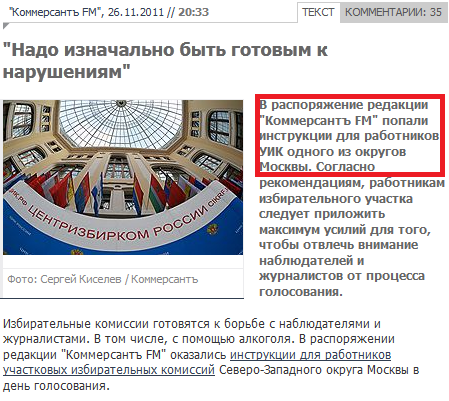 "Коммерсантъ FM", 26.11.2011 // 20:33
ТЕКСТ
КОММЕНТАРИИ: 35
"Надо изначально быть готовым к
нарушениям"
ЦИК.РФ
ЦЕНТРИЗБИРКОМ РОССИИ
CIKRF.RU
Фото: Сергей Киселев / Коммерсантъ
В распоряжение редакции
"Коммерсантъ FM" попали
инструкции для работников
УИК одного из округов
Москвы. Согласно
рекомендациям, работникам
избирательного участка
следует приложить
максимум усилий для того,
чтобы отвлечь внимание
наблюдателей и
журналистов от процесса
голосования.
Избирательные комиссии готовятся к борьбе с наблюдателями и
журналистами. В том числе, с помощью алкоголя. В распоряжении
редакции "Коммерсантъ FM" оказались инструкции для работников
участковых избирательных комиссий Северо-Западного округа Москвы в
день голосования.